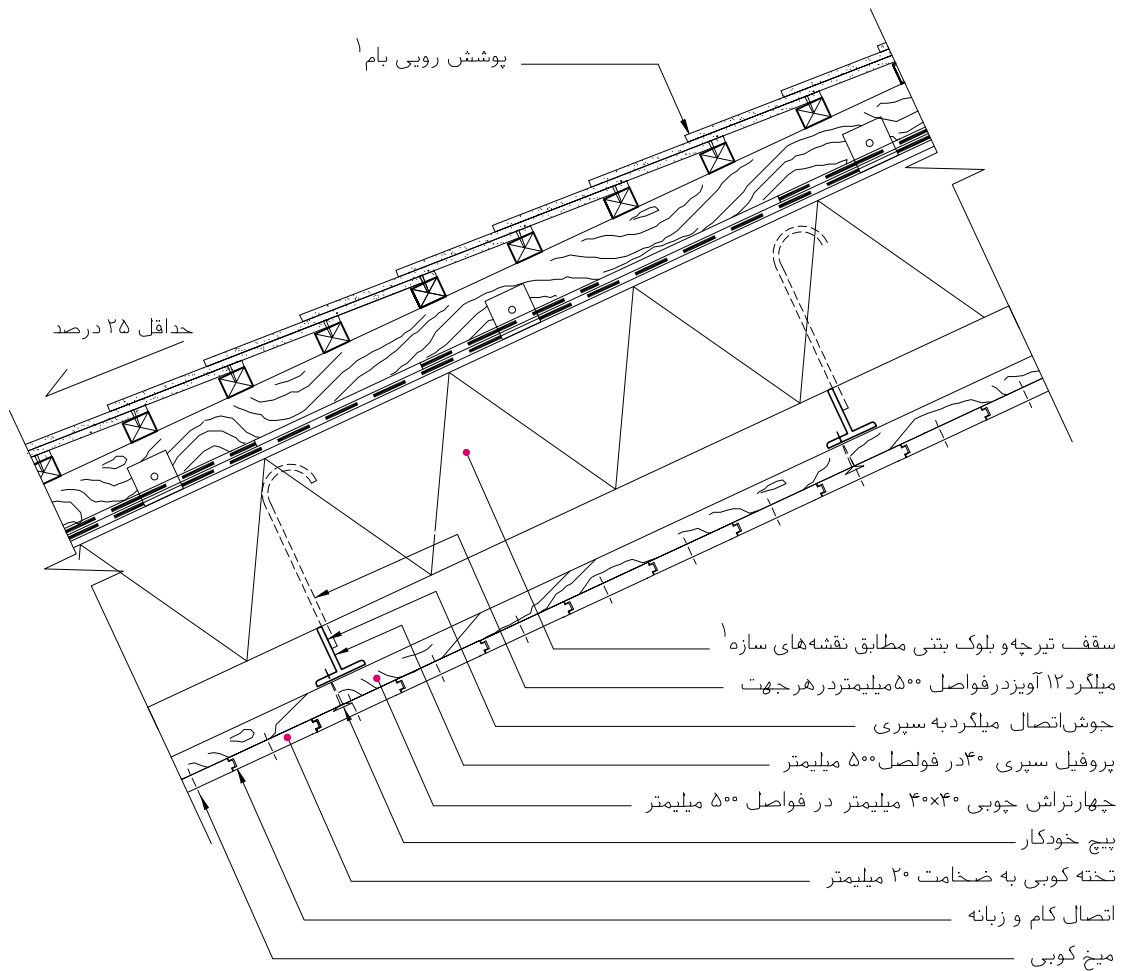 پوشش رویی بام۱
حداقل ۲۵ درصد
سقف تیرچه و بلوک بتنی مطابق نقشه‌های سازه۱
میلگرد۱۲ آویزدرفواصل ۵۰۰میلیمتردرهرجهت
جوش‌اتصال میلگردبه سپری
پروفیل سپری ۴۰در فولصل۵۰۰ میلیمتر
چهارتراش چوبی ۴۰×۴۰ میلیمتر در فواصل ۵۰۰ میلیمتر
پیچ خودکار
تخته کوبی به ضخامت ۲۰ میلیمتر
اتصال کام و زبانه
میخ کوبی